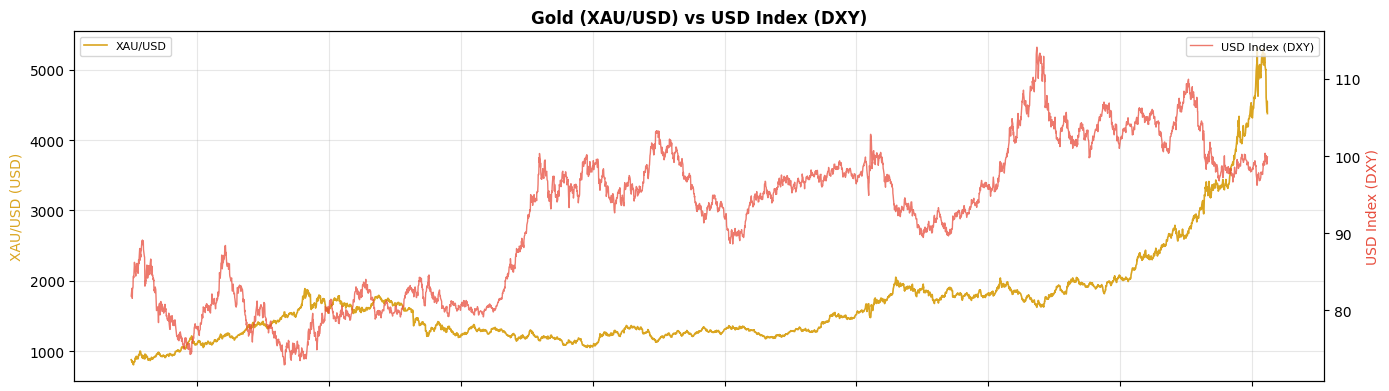 Gold (XAU/USD) vs USD Index (DXY)
XAU/USD
USD Index (DXY)
XAU/USD (USD)
5000
4000
3000
2000
1000
110
100
90
80
USD Index (DXY)